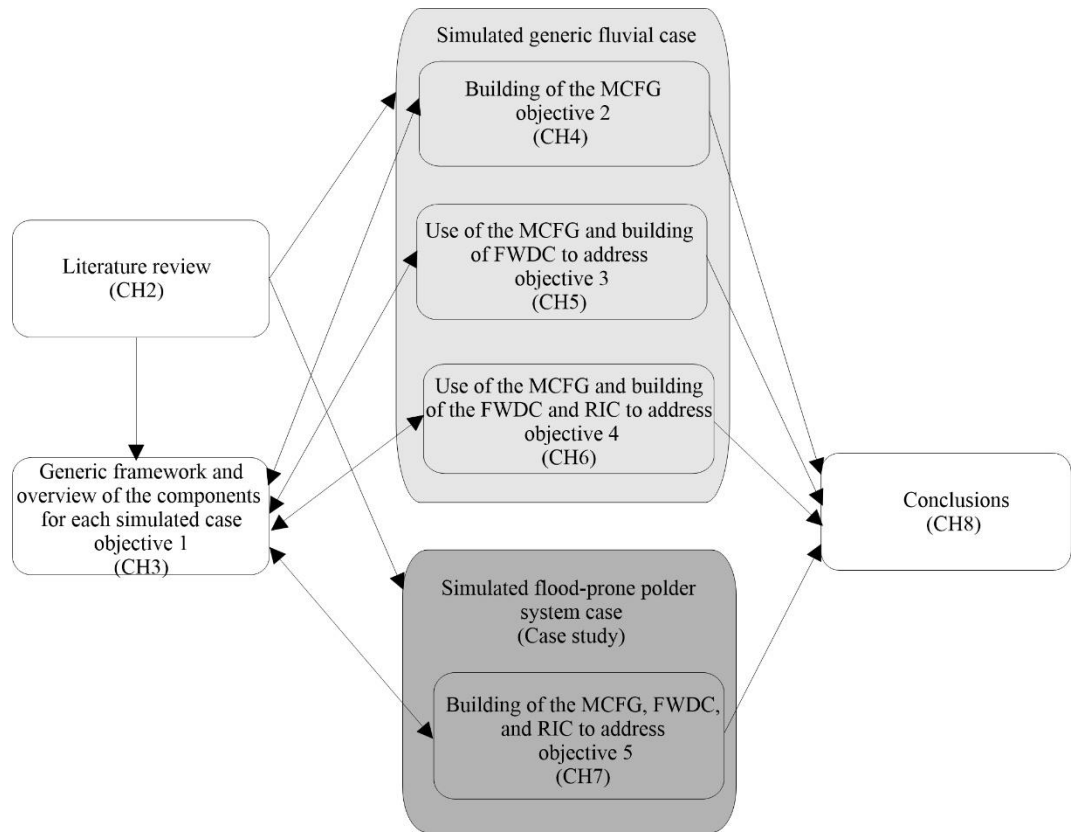 Simulated generic fluvial case
Building of the MCFG
objective 2
(CH4)
Use of the MCFG and building
of FWDC to address
objective 3
(CH5)
Use of the MCFG and building
of the FWDC and RIC to address
objective 4
(CH6)
Literature review
(CH2)
Generic framework and
overview of the components
for each simulated case
objective 1
(CH3)
Simulated flood-prone polder
system case
(Case study)
Building of the MCFG, FWDC,
and RIC to address
objective 5
(CH7)
Conclusions
(CH8)